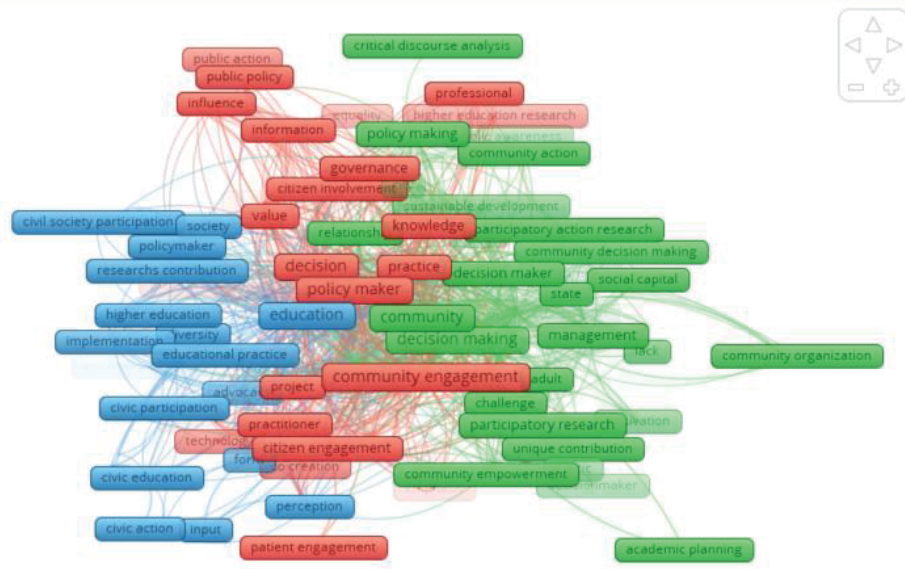 critical discourse analysis
public action
public policy
professional
influence
equality
higher education research
information
policy making
awareness
community action
governance
citizen involvement
sustainable development
civil society participation
society
value
relationship
knowledge
participatory action research
policymaker
community decision making
researchs contribution
decision
practice
decision maker
social capital
policy maker
state
higher education
education
community
implementation
decision making
management
lack
educational practice
community organization
community engagement
adult
project
civic participation
challenge
practitioner
participatory research
citizen engagement
unique contribution
civic education
community empowerment
perception
civic action
input
patient engagement
academic planning